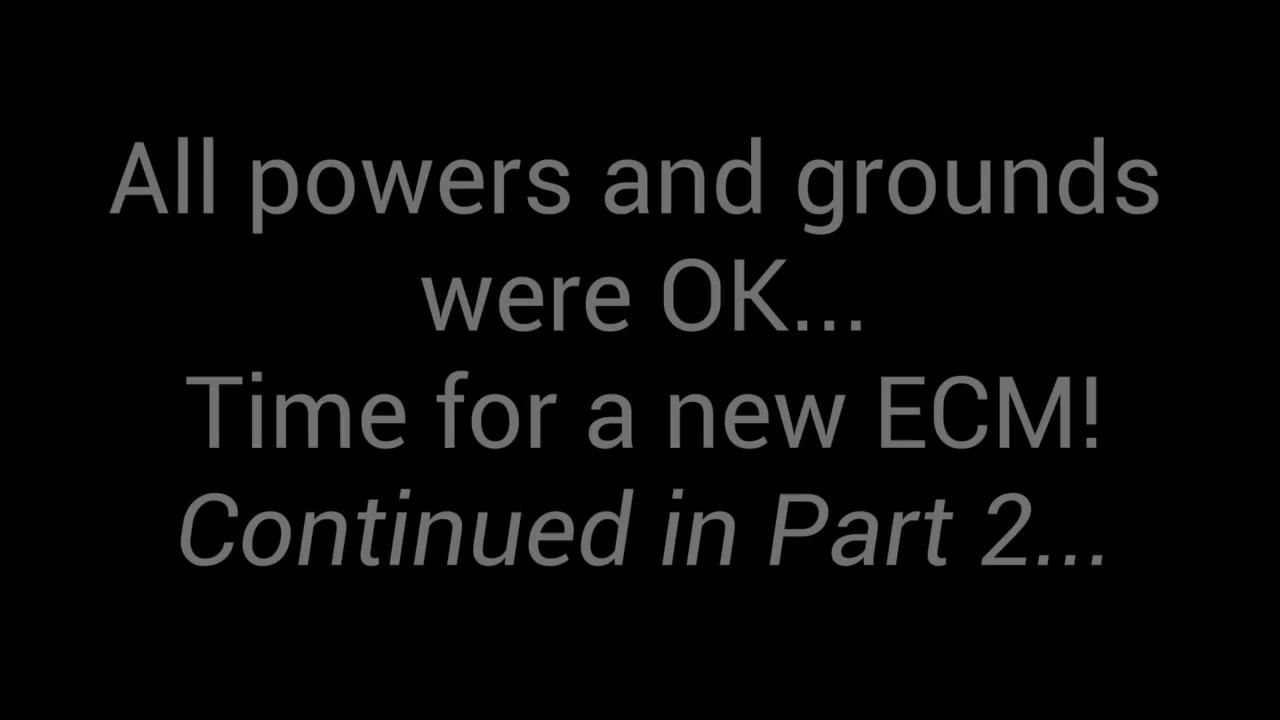 All powers and grounds
were OK...
Time for a new ECM!
Continued in Part 2...